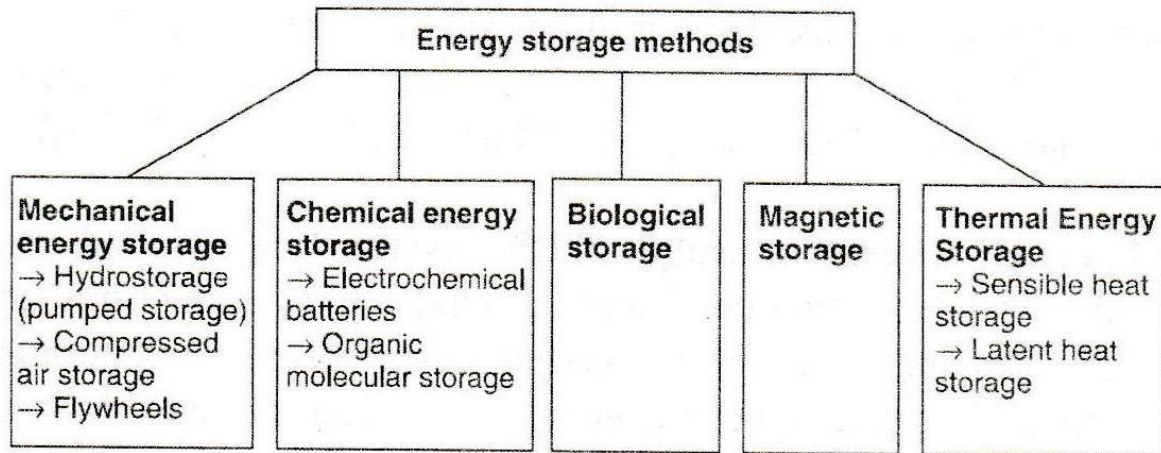 Energy storage methods
Mechanical
energy storage
→ Hydrostorage
(pumped storage)
→ Compressed
air storage
→ Flywheels
Chemical energy
storage
→ Electrochemical
batteries
→ Organic
molecular storage
Biological
storage
Magnetic
storage
Thermal Energy
Storage
→ Sensible heat
storage
→ Latent heat
storage